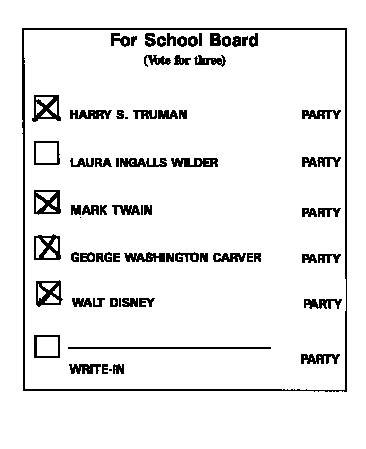 For School Board
(Vote for three)
HARRY S. TRUMAN PARTY
LAURA INGALLS WILDER PARTY
MARK TWAIN PARTY
GEORGE WASHINGTON CARVER PARTY
WALT DISNEY PARTY
WRITE-IN PARTY